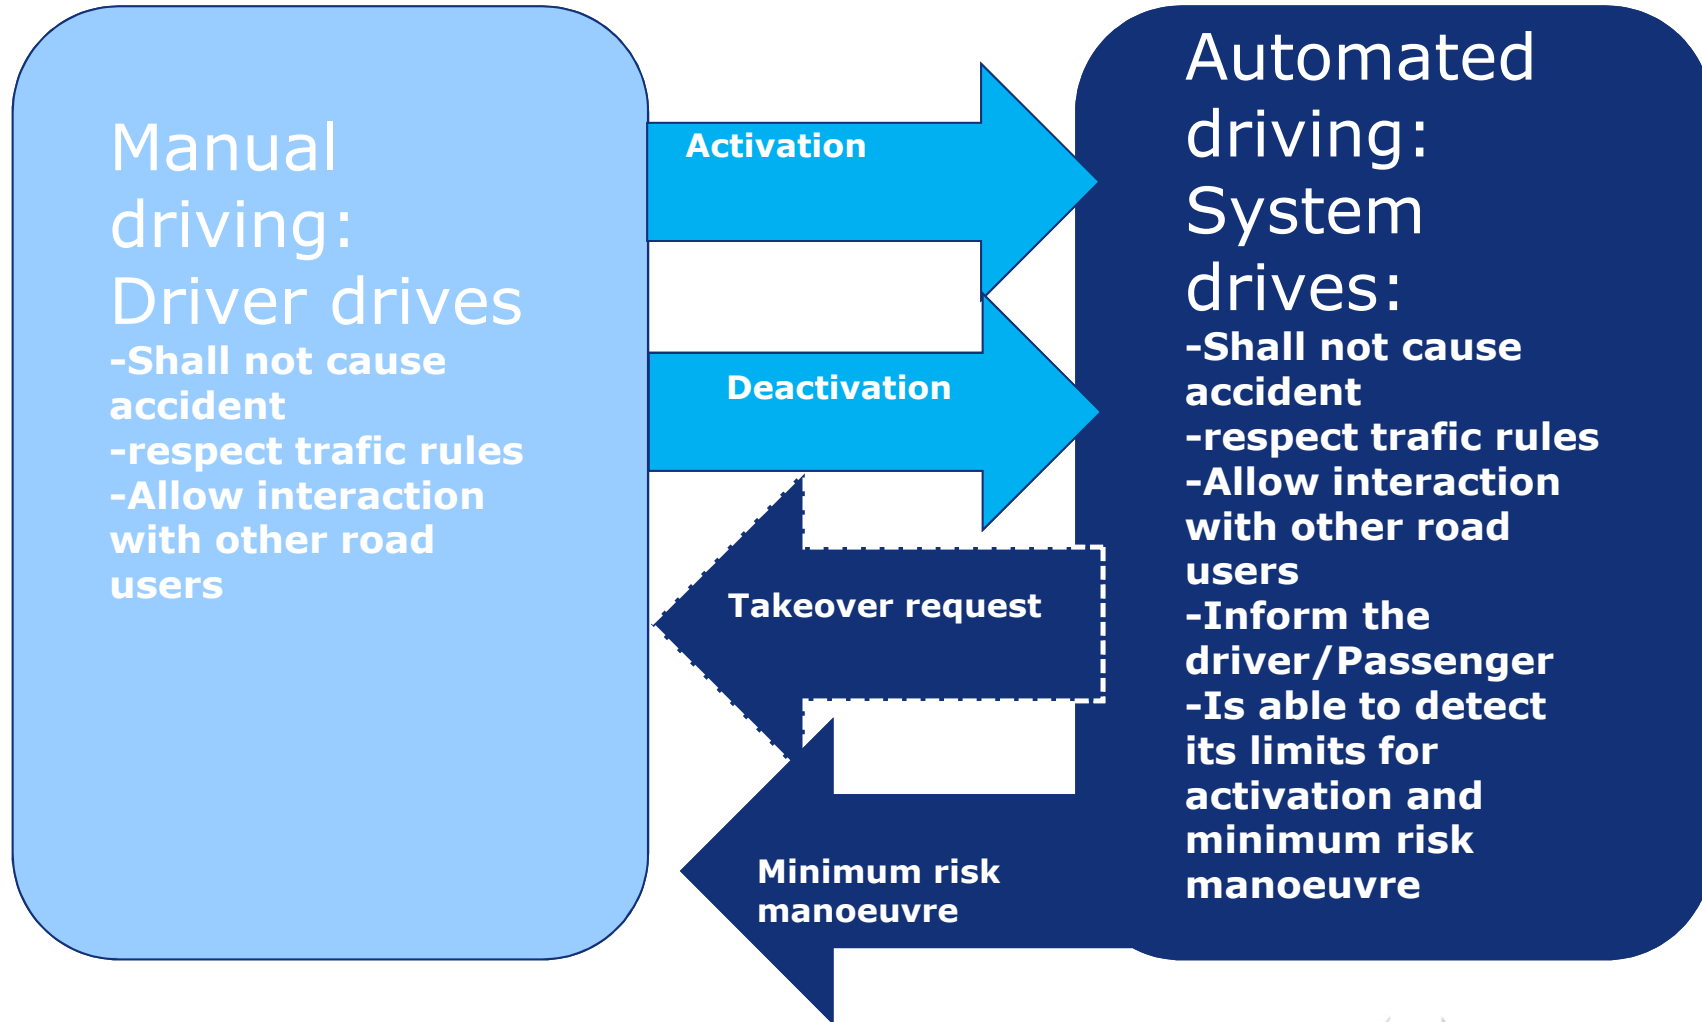 Manual
driving:
Driver drives
-Shall not cause
accident
-respect trafic rules
-Allow interaction
with other road
users
Activation
Deactivation
Takeover request
Minimum risk
manoeuvre
Automated
driving:
System
drives:
-Shall not cause
accident
-respect trafic rules
-Allow interaction
with other road
users
-Inform the
driver/Passenger
-Is able to detect
its limits for
activation and
minimum risk
manoeuvre